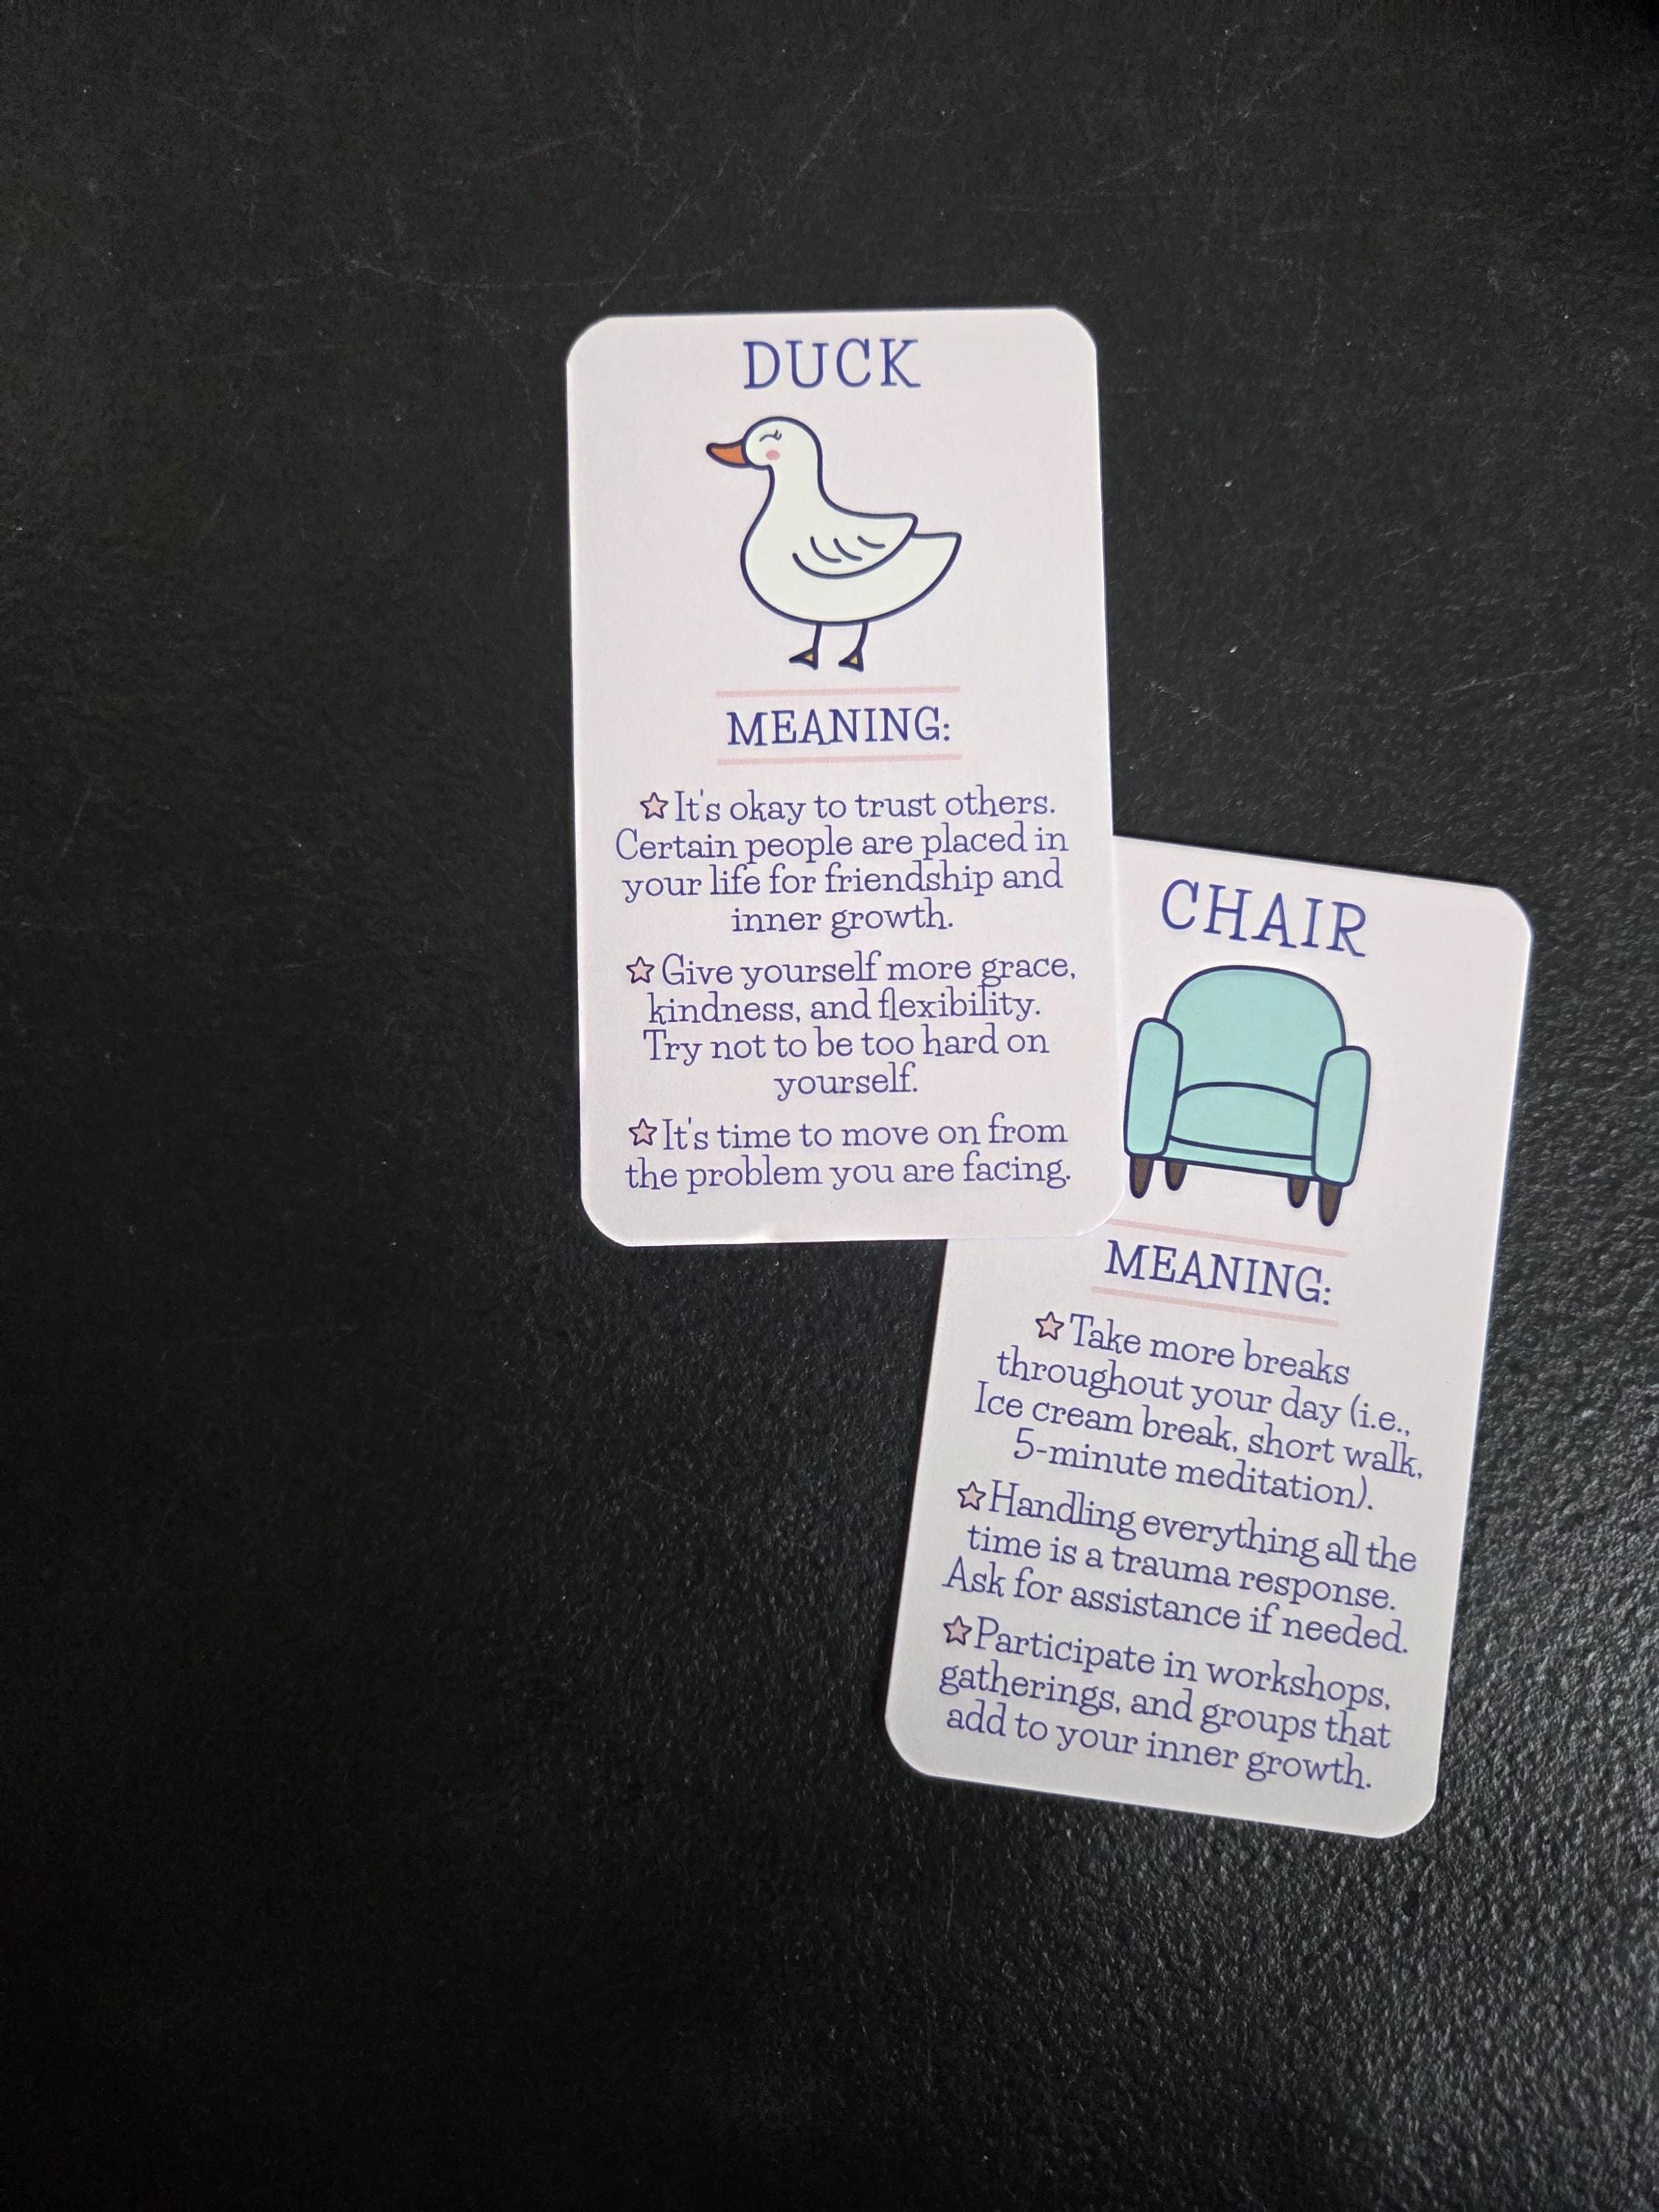 DUCK
MEANING:
It's okay to trust others.
Certain people are placed in
your life for friendship and
inner growth.
Give yourself more grace,
kindness, and flexibility.
Try not to be too hard on
yourself.
It's time to move on from
the problem you are facing.
CHAIR
MEANING:
Take more breaks
throughout your day (i.e.,
Ice cream break, short walk,
5-minute meditation).
Handling everything all the
time is a trauma response.
Ask for assistance if needed.
Participate in workshops,
gatherings, and groups that
add to your inner growth.